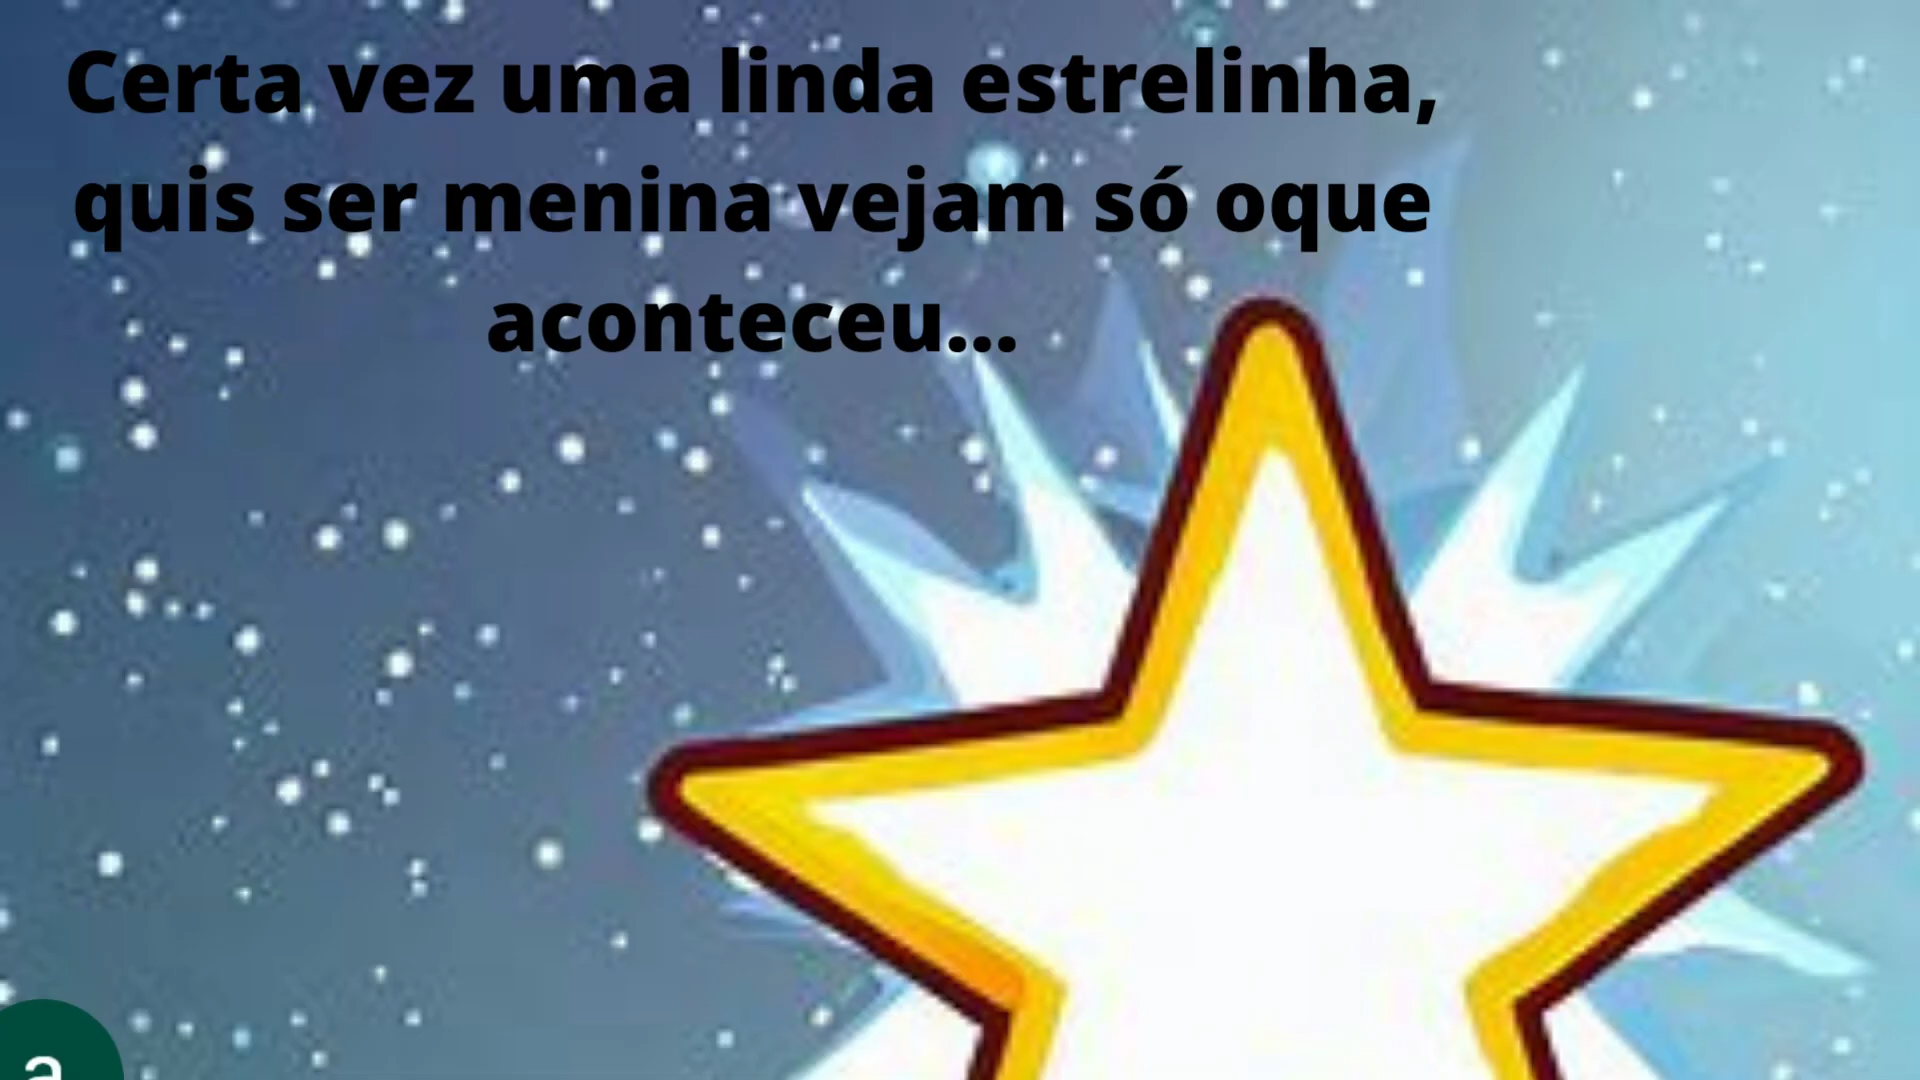 Certa vez uma linda estrelinha,
quis ser menina vejam só oque
aconteceu...
a